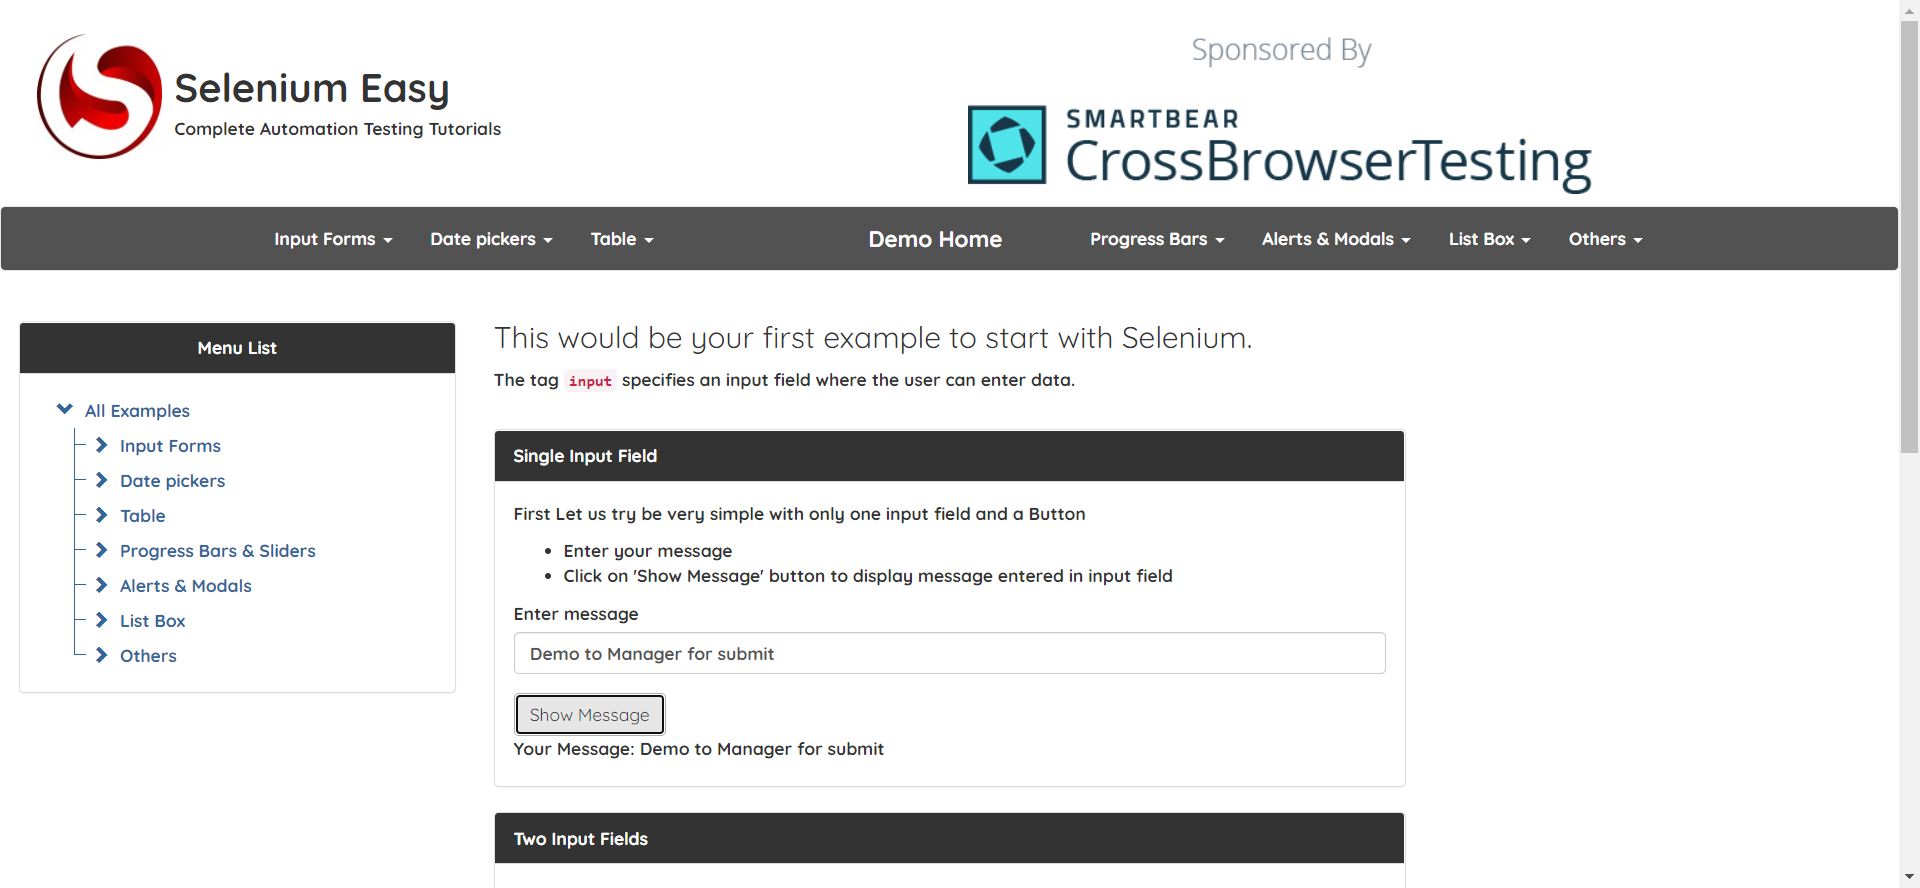 Selenium Easy
Complete Automation Testing Tutorials
Sponsored By
SMARTBEAR
CrossBrowserTesting
Input Forms Date pickers Table Demo Home Progress Bars Alerts & Modals List Box Others
Menu List
All Examples
Input Forms
Date pickers
Table
Progress Bars & Sliders
Alerts & Modals
List Box
Others
This would be your first example to start with Selenium.
The tag input specifies an input field where the user can enter data.
Single Input Field
First Let us try be very simple with only one input field and a Button
Enter your message
Click on 'Show Message' button to display message entered in input field
Enter message
Demo to Manager for submit
Show Message
Your Message: Demo to Manager for submit
Two Input Fields